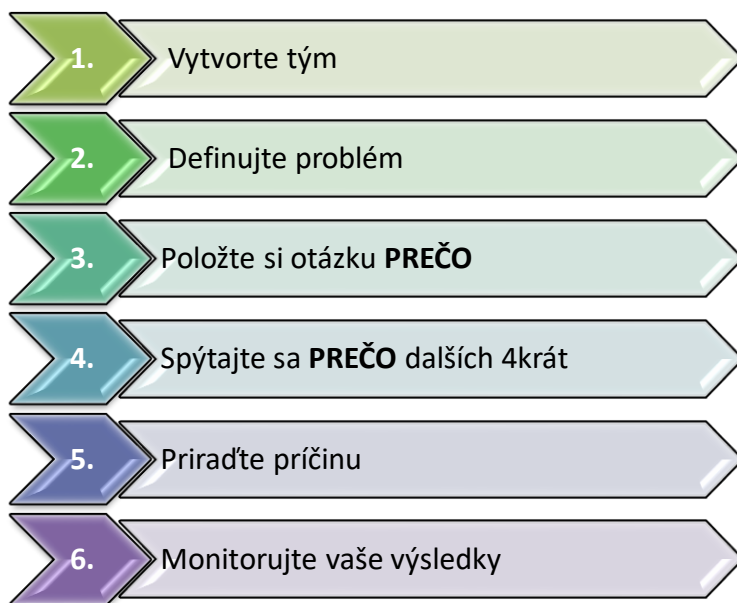 1. Vytvorte tým
2. Definujte problém
3. Položte si otázku PREČO
4. Spýtajte sa PREČO dalších 4krát
5. Priraďte príčinu
6. Monitorujte vaše výsledky